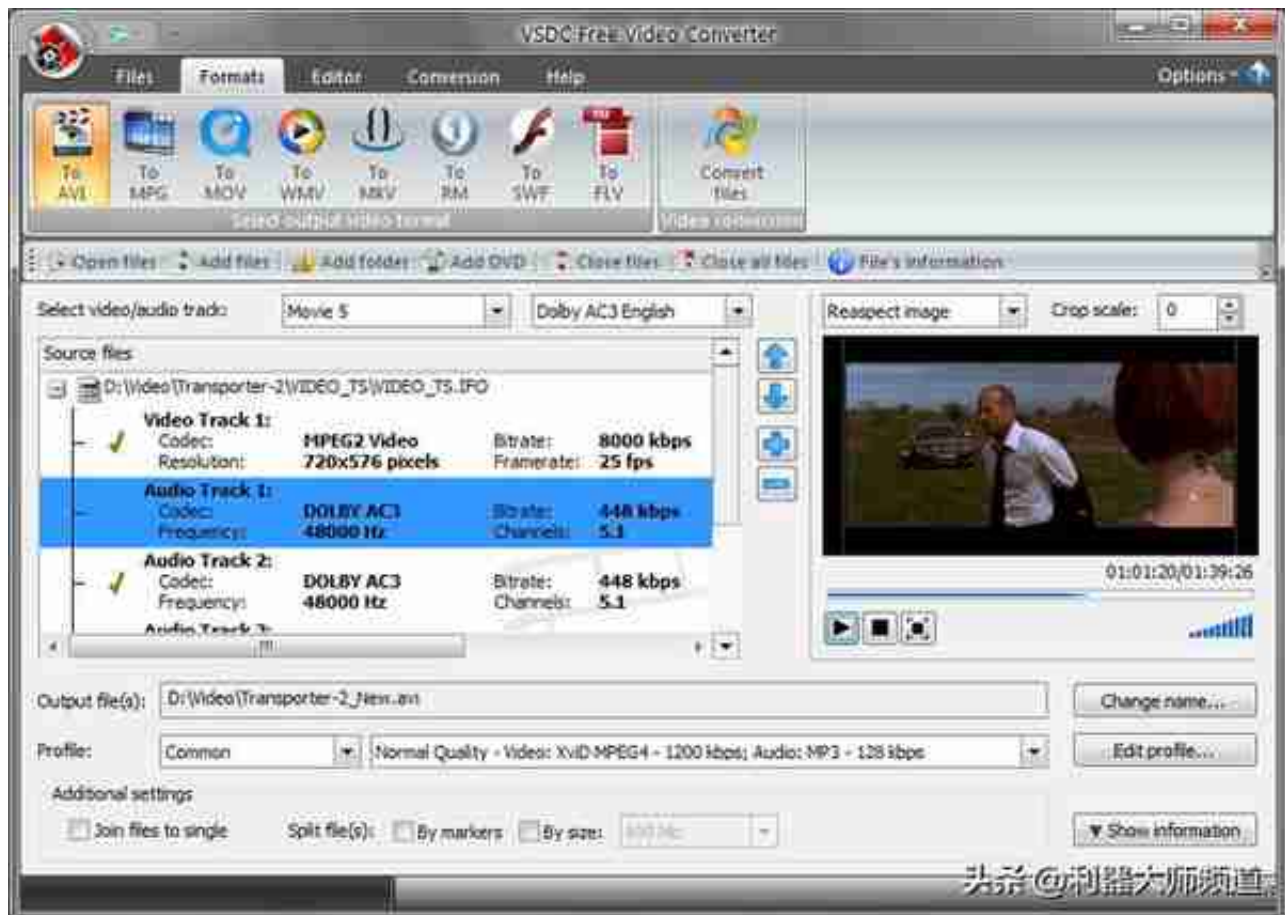 VSDC Free Video Converter
Files Formats Editor Conversion Help Options
To AVI To MPG To MOV To WMV To MKV To RM To SWF To FLV Convert files
Select output video format Video conversion
Open files Add files Add folder Add DVD Close files Close all files File's information
Select video/audio track: Movie 5 Dolby AC3 English Reaspect image Crop scale: 0
Source files
D:\Video\Transporter-2\VIDEO_TS\VIDEO_TS.IFO
Video Track 1:
Codec: MPEG2 Video Bitrate: 8000 kbps
Resolution: 720x576 pixels Framerate: 25 fps
Audio Track 1:
Codec: DOLBY AC3 Bitrate: 448 kbps
Frequency: 48000 Hz Channels: 5.1
Audio Track 2:
Codec: DOLBY AC3 Bitrate: 448 kbps
Frequency: 48000 Hz Channels: 5.1
Audio Track 3:
01:01:20/01:39:26
Output file(s): D:\Video\Transporter-2_New.avi Change name...
Profile: Common Normal Quality - Video: XviD MPEG4 - 1200 kbps; Audio: MP3 - 128 kbps Edit profile...
Additional settings
Join files to single Split file(s): By markers By size: Show information
头条 @利器大师频道